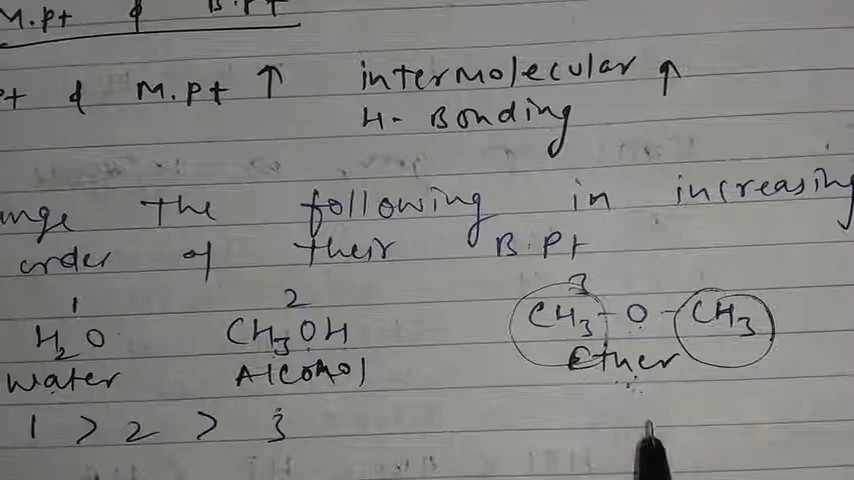 M.pt & B.pt
pt & M.pt ↑ intermolecular ↑
H- Bonding
ange the following in increasing
order of their B.pt
1 2 3
H₂O CH₃OH CH₃ - O - CH₃
Water Alcohol Ether
1 > 2 > 3